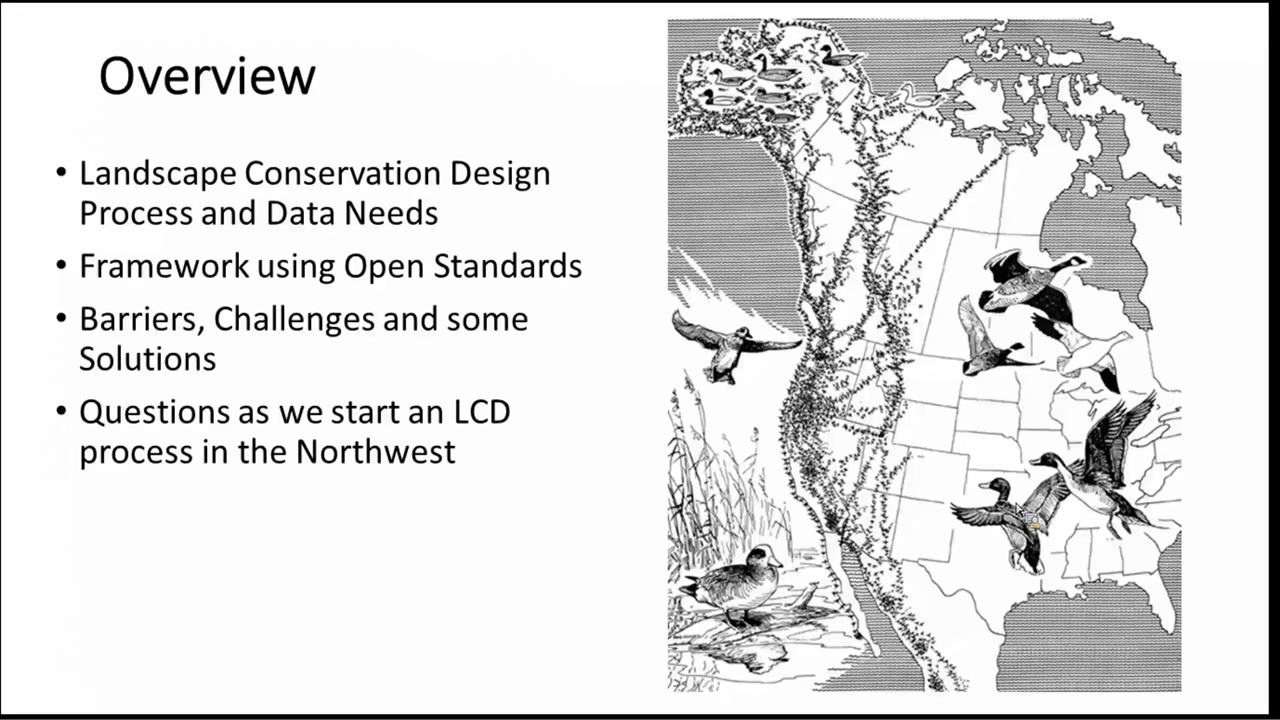 Overview
• Landscape Conservation Design
Process and Data Needs
• Framework using Open Standards
• Barriers, Challenges and some
Solutions
• Questions as we start an LCD
process in the Northwest